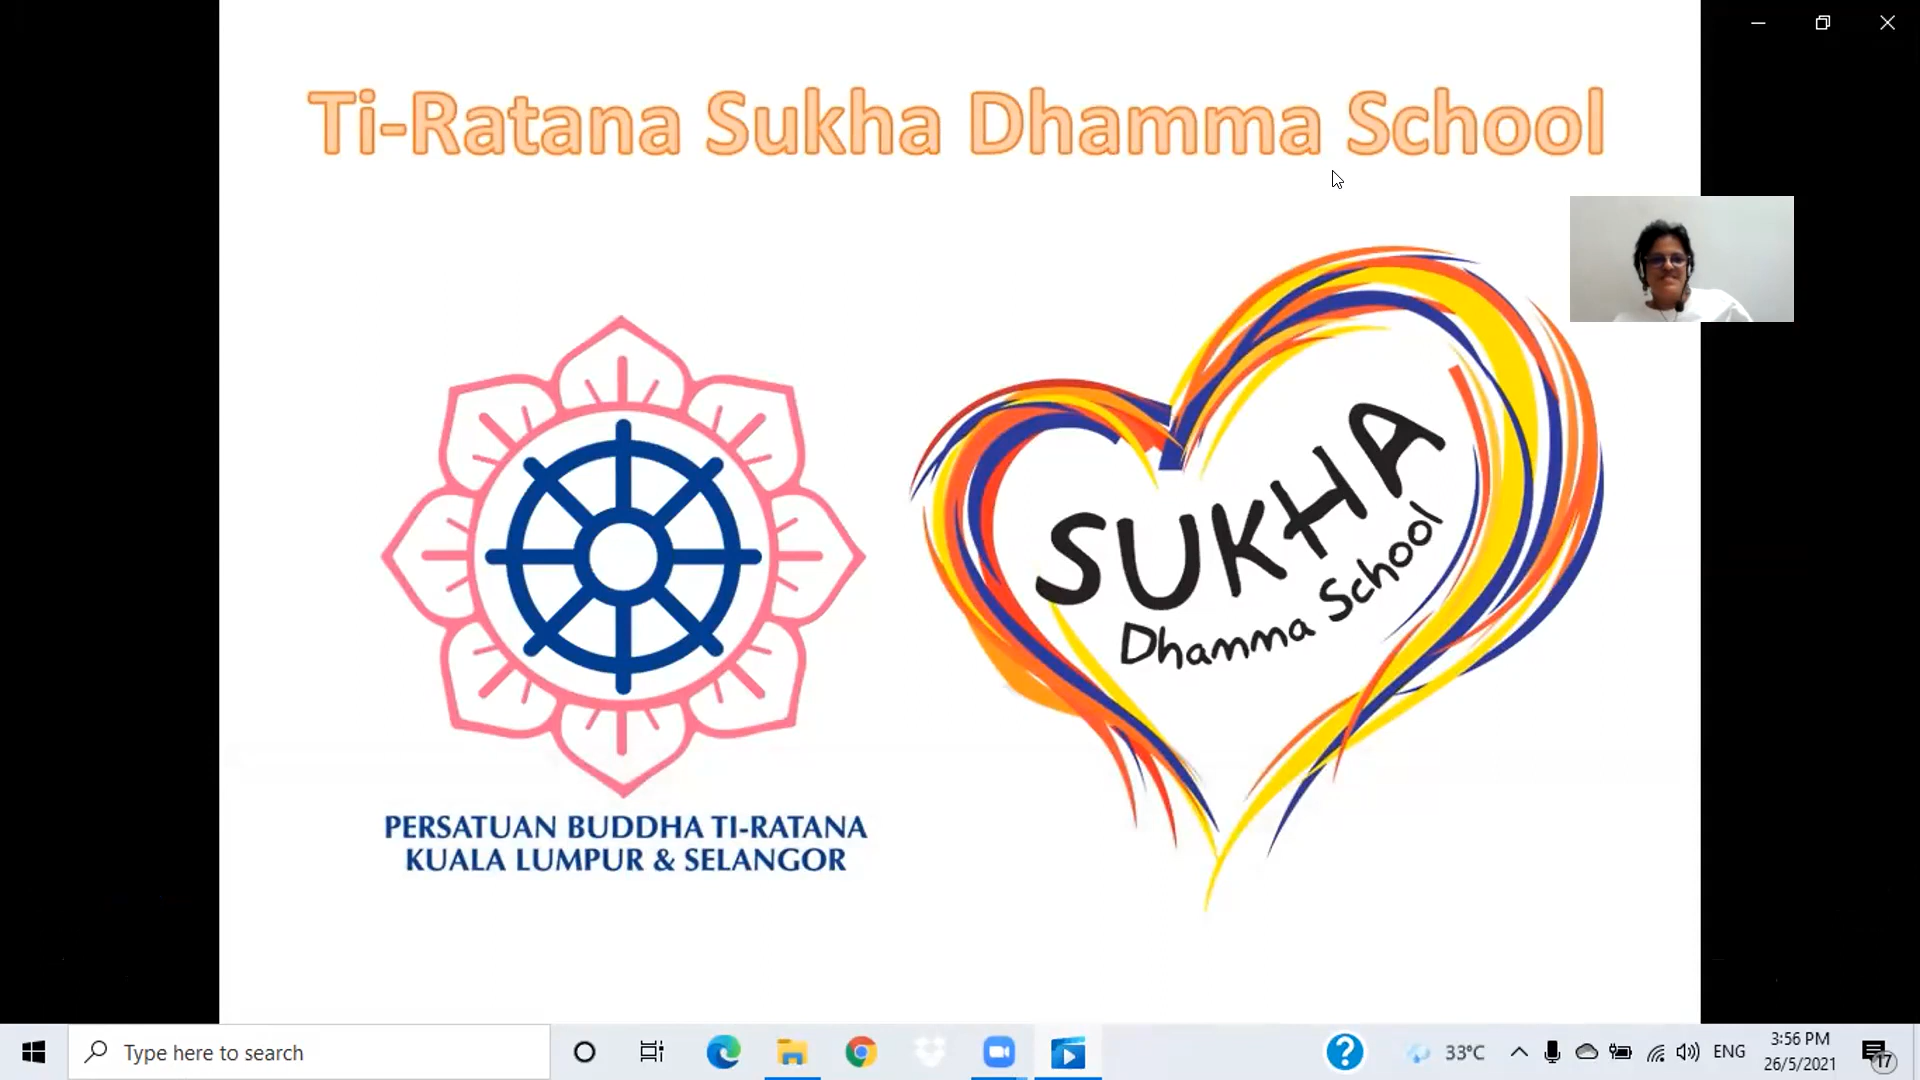 Ti-Ratana Sukha Dhamma School
SUKHA
Dhamma School
PERSATUAN BUDDHA TI-RATANA
KUALA LUMPUR & SELANGOR
Type here to search
33°C
ENG
3:56 PM
26/5/2021
17